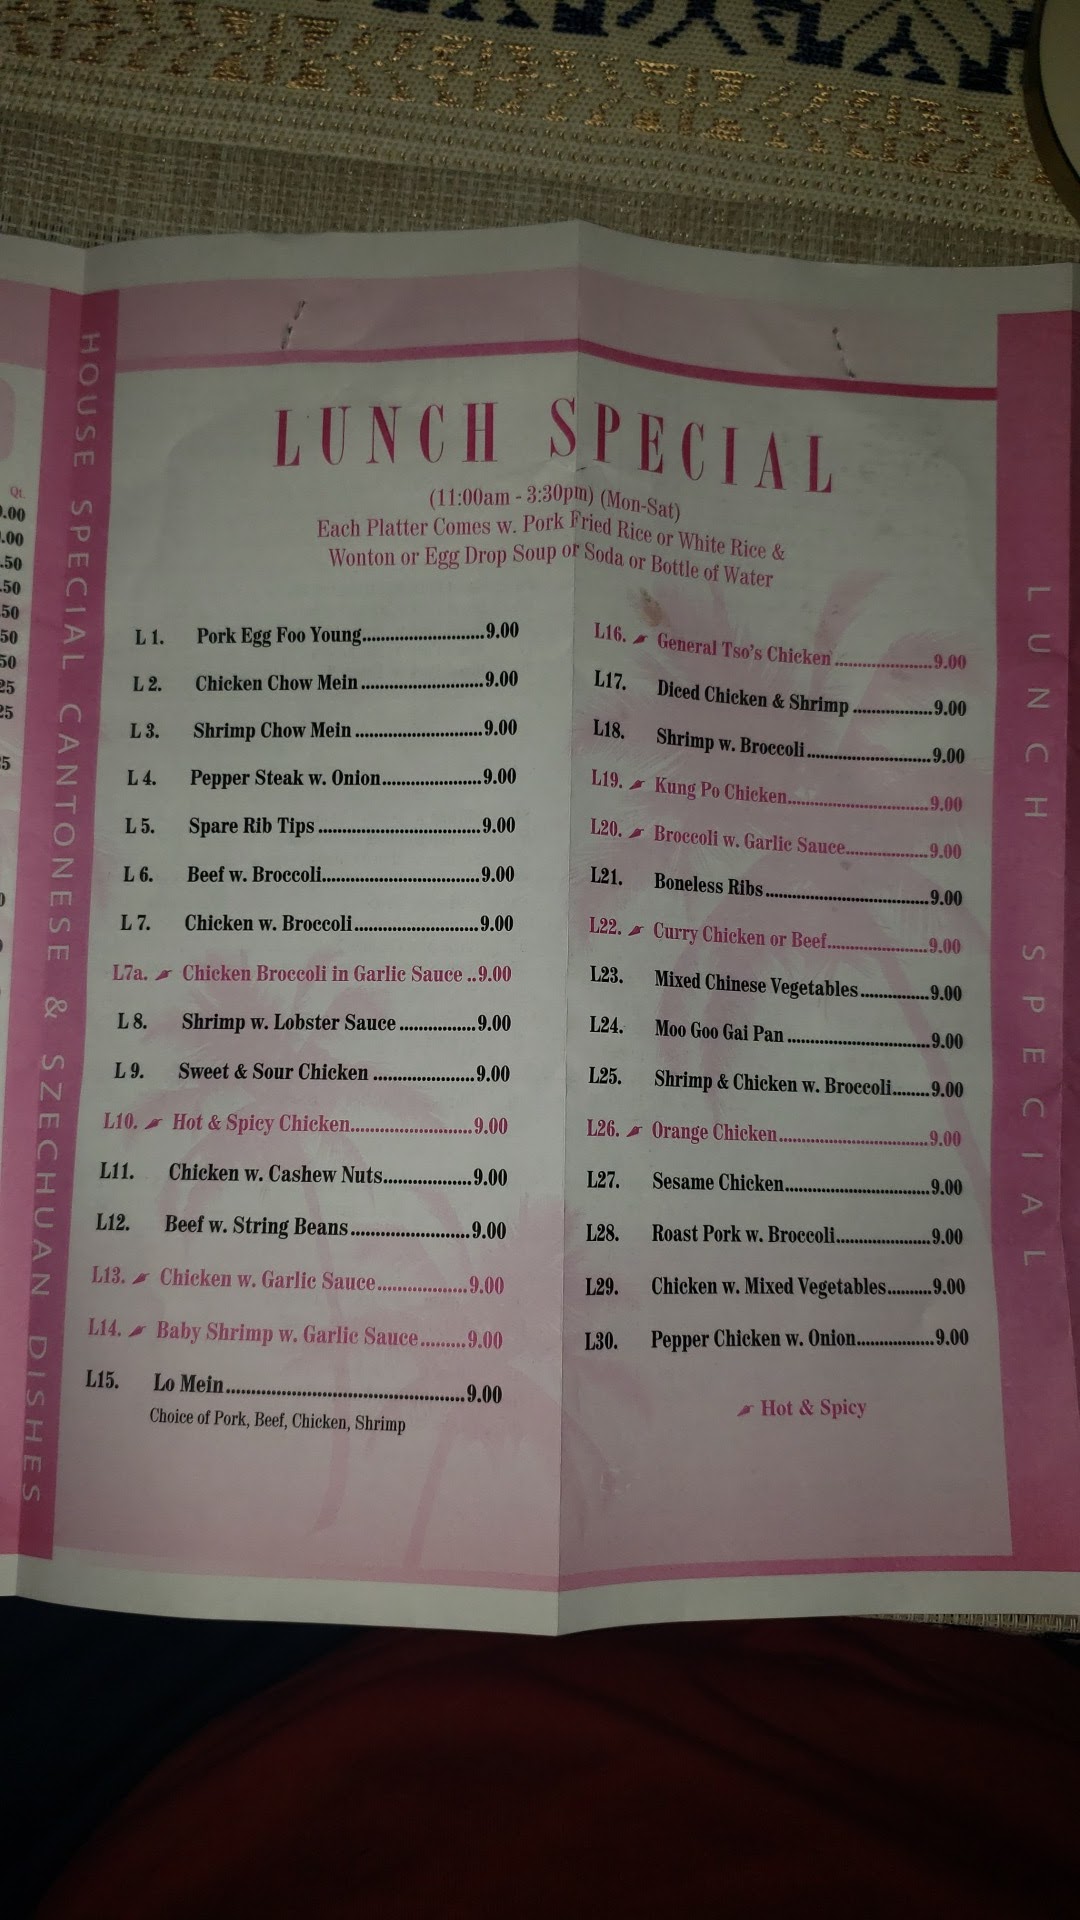 HOUSE SPECIAL CANTONESE & SZECHUAN DISHES
Qt.
.00
.00
.50
.50
.50
50
50
25
25
5
LUNCH SPECIAL
(11:00am - 3:30pm) (Mon-Sat)
Each Platter Comes w. Pork Fried Rice or White Rice &
Wonton or Egg Drop Soup or Soda or Bottle of Water
L 1. Pork Egg Foo Young............................9.00
L 2. Chicken Chow Mein............................9.00
L 3. Shrimp Chow Mein.............................9.00
L 4. Pepper Steak w. Onion.......................9.00
L 5. Spare Rib Tips.....................................9.00
L 6. Beef w. Broccoli....................................9.00
L 7. Chicken w. Broccoli.............................9.00
L7a. Chicken Broccoli in Garlic Sauce ..9.00
L 8. Shrimp w. Lobster Sauce.................9.00
L 9. Sweet & Sour Chicken.......................9.00
L10. Hot & Spicy Chicken............................9.00
L11. Chicken w. Cashew Nuts....................9.00
L12. Beef w. String Beans...........................9.00
L13. Chicken w. Garlic Sauce.....................9.00
L14. Baby Shrimp w. Garlic Sauce..........9.00
L15. Lo Mein.......................................................9.00
Choice of Pork, Beef, Chicken, Shrimp
L16. General Tso's Chicken......................9.00
L17. Diced Chicken & Shrimp..................9.00
L18. Shrimp w. Broccoli............................9.00
L19. Kung Po Chicken................................9.00
L20. Broccoli w. Garlic Sauce...................9.00
L21. Boneless Ribs.....................................9.00
L22. Curry Chicken or Beef.......................9.00
L23. Mixed Chinese Vegetables...............9.00
L24. Moo Goo Gai Pan................................9.00
L25. Shrimp & Chicken w. Broccoli........9.00
L26. Orange Chicken..................................9.00
L27. Sesame Chicken.................................9.00
L28. Roast Pork w. Broccoli.....................9.00
L29. Chicken w. Mixed Vegetables..........9.00
L30. Pepper Chicken w. Onion.................9.00
Hot & Spicy
LUNCH SPECIAL